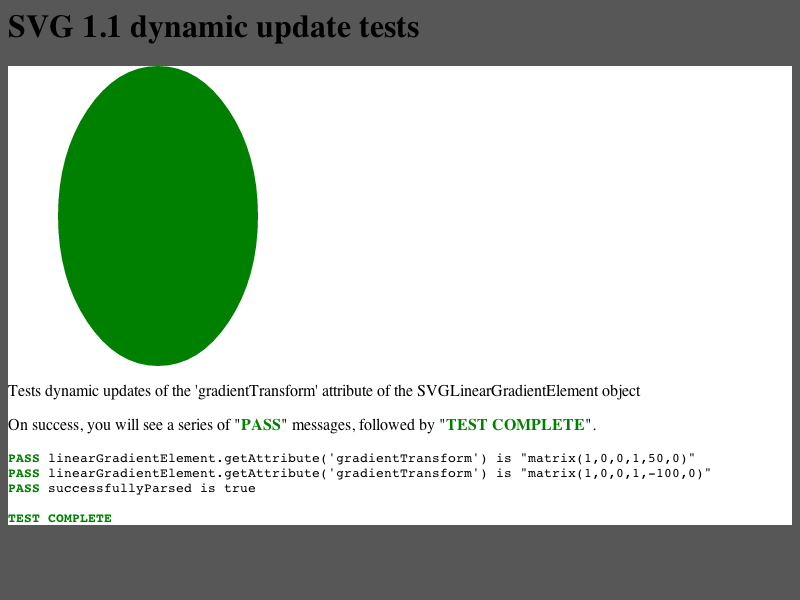 SVG 1.1 dynamic update tests
Tests dynamic updates of the 'gradientTransform' attribute of the SVGLinearGradientElement object
On success, you will see a series of "PASS" messages, followed by "TEST COMPLETE".
PASS linearGradientElement.getAttribute('gradientTransform') is "matrix(1,0,0,1,50,0)"
PASS linearGradientElement.getAttribute('gradientTransform') is "matrix(1,0,0,1,-100,0)"
PASS successfullyParsed is true
TEST COMPLETE